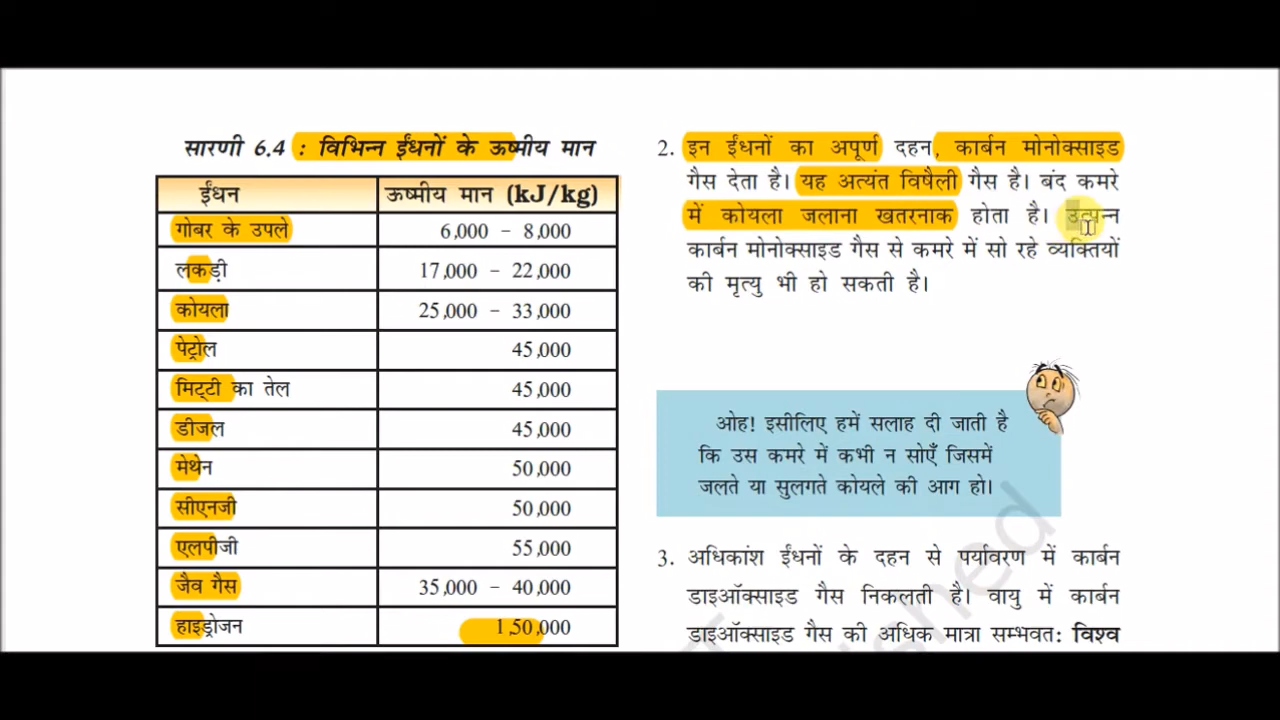 सारणी 6.4 : विभिन्न ईंधनों के ऊष्मीय मान
ईंधन ऊष्मीय मान (kJ/kg)
गोबर के उपले 6,000 – 8,000
लकड़ी 17,000 – 22,000
कोयला 25,000 – 33,000
पेट्रोल 45,000
मिट्टी का तेल 45,000
डीजल 45,000
मेथेन 50,000
सीएनजी 50,000
एलपीजी 55,000
जैव गैस 35,000 – 40,000
हाइड्रोजन 1,50,000
2. इन ईंधनों का अपूर्ण दहन, कार्बन मोनोक्साइड
गैस देता है। यह अत्यंत विषैली गैस है। बंद कमरे
में कोयला जलाना खतरनाक होता है। उत्पन्न
कार्बन मोनोक्साइड गैस से कमरे में सो रहे व्यक्तियों
की मृत्यु भी हो सकती है।
ओह! इसीलिए हमें सलाह दी जाती है
कि उस कमरे में कभी न सोएँ जिसमें
जलते या सुलगते कोयले की आग हो।
3. अधिकांश ईंधनों के दहन से पर्यावरण में कार्बन
डाइऑक्साइड गैस निकलती है। वायु में कार्बन
डाइऑक्साइड गैस की अधिक मात्रा सम्भवतः विश्व